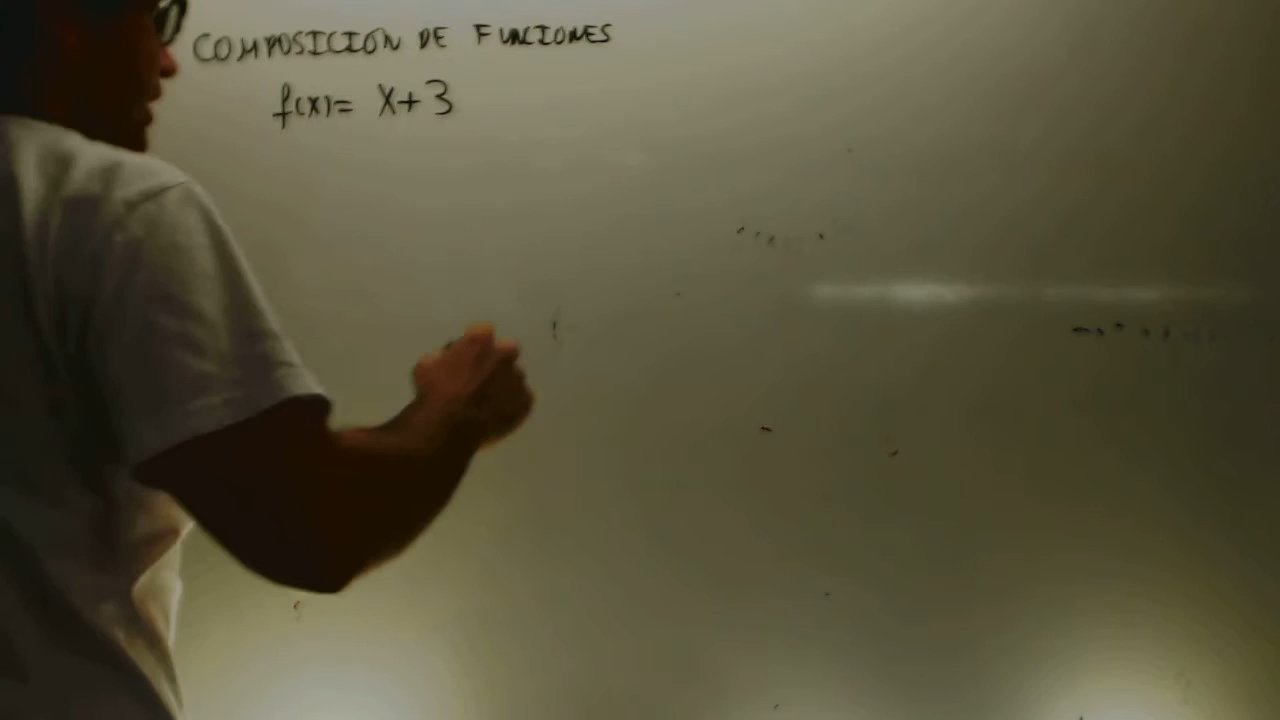 COMPOSICION DE FUNCIONES
f(x)= x+3